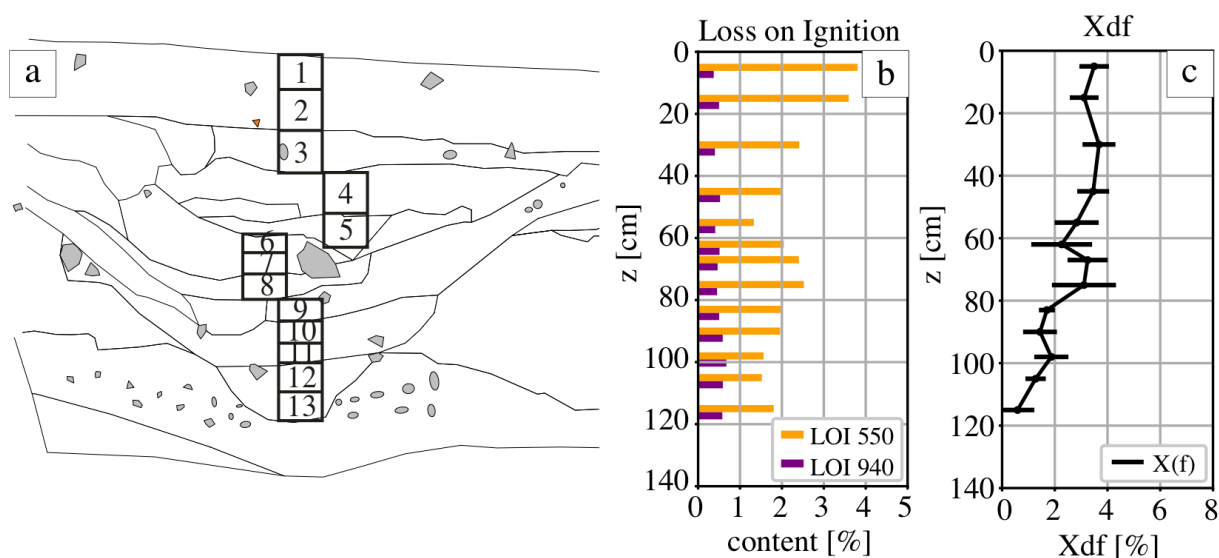 a
1
2
3
4
5
6
7
8
9
10
11
12
13
Loss on Ignition
b
0
20
40
60
80
100
120
140
z [cm]
LOI 550
LOI 940
0 1 2 3 4 5
content [%]
Xdf
c
0
20
40
60
80
100
120
140
z [cm]
X(f)
0 2 4 6 8
Xdf [%]